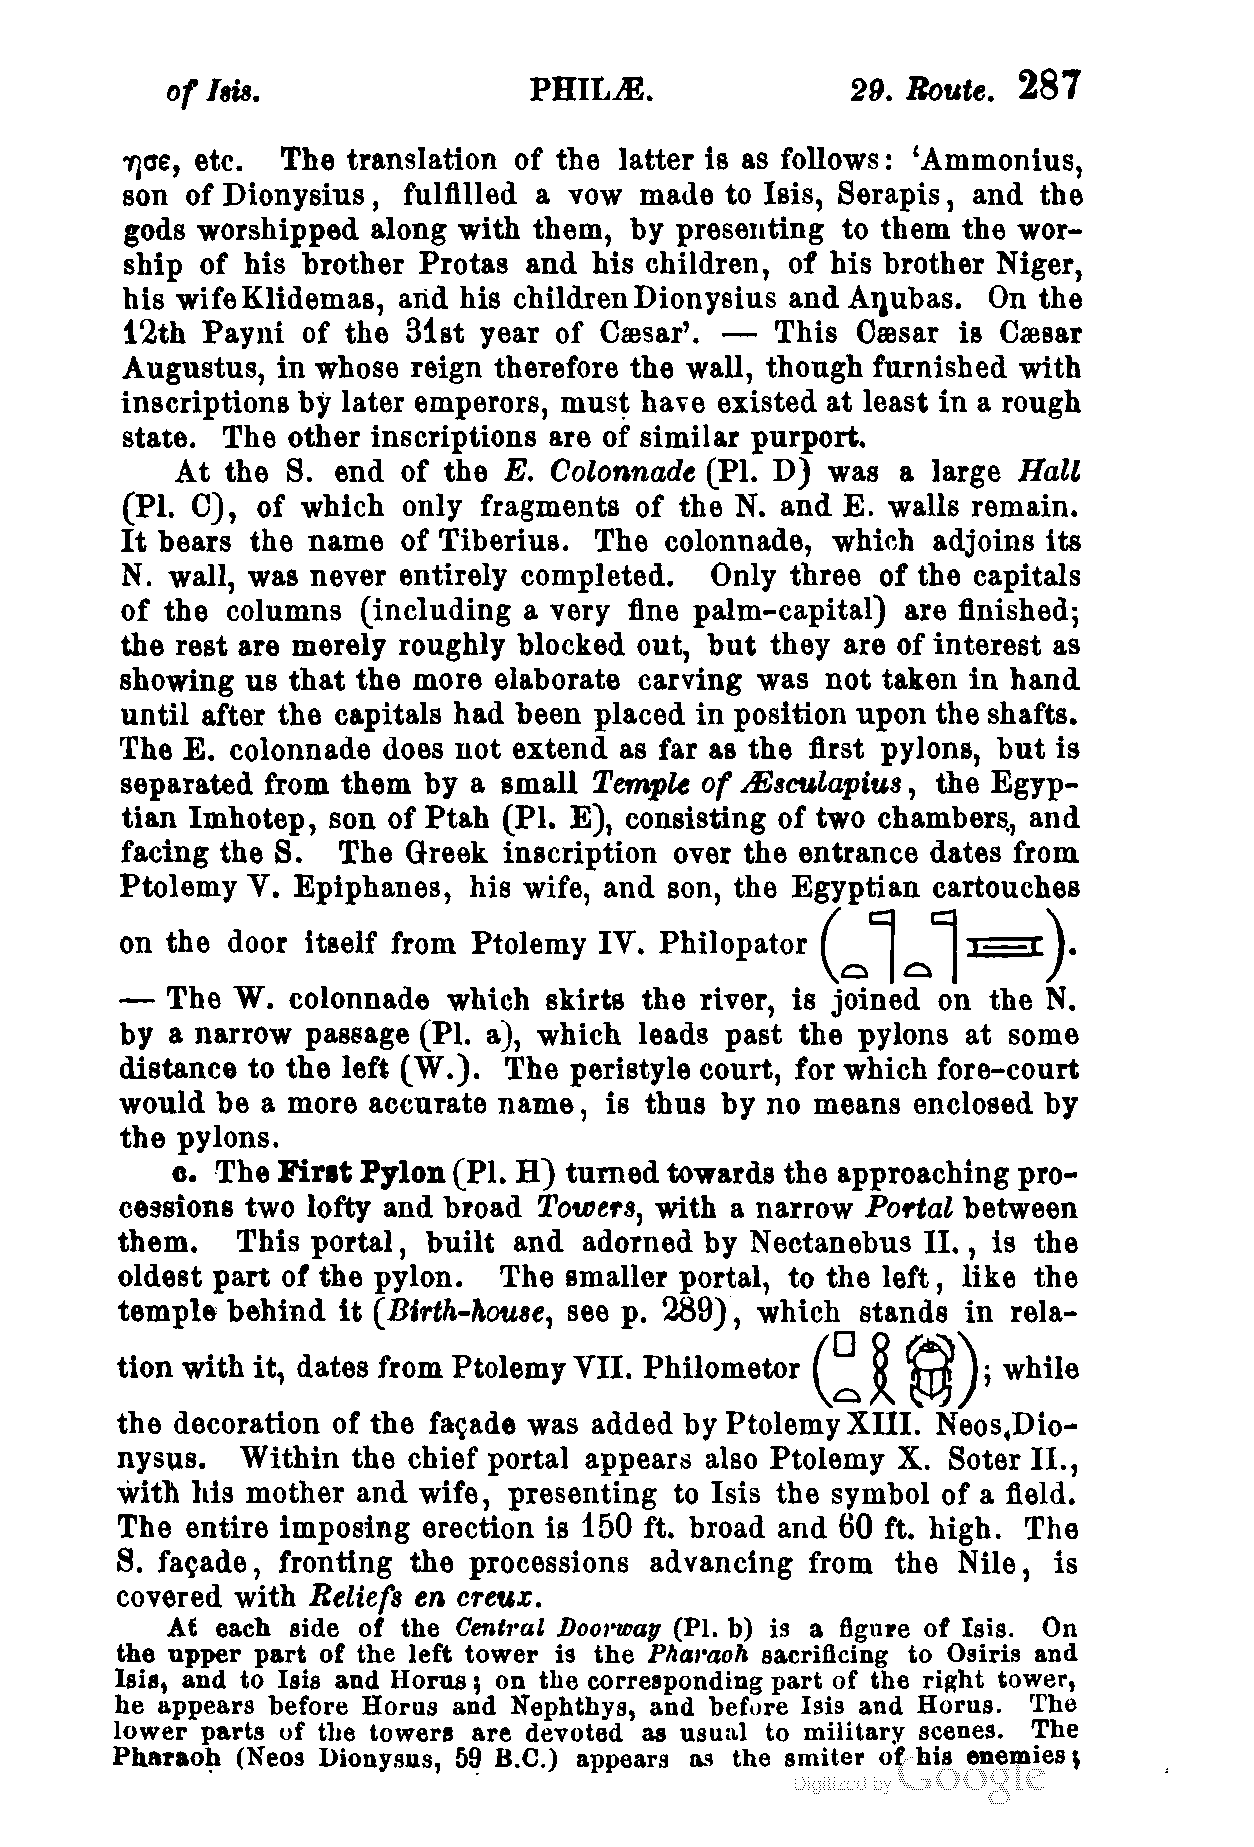 of Isis. PHILÆ. 29. Route. 287
ησε, etc. The translation of the latter is as follows: ‘Ammonius,
son of Dionysius, fulfilled a vow made to Isis, Serapis, and the
gods worshipped along with them, by presenting to them the wor-
ship of his brother Protas and his children, of his brother Niger,
his wife Klidemas, and his children Dionysius and Anubas. On the
12th Payni of the 31st year of Cæsar’. — This Cæsar is Cæsar
Augustus, in whose reign therefore the wall, though furnished with
inscriptions by later emperors, must have existed at least in a rough
state. The other inscriptions are of similar purport.
At the S. end of the E. Colonnade (Pl. D) was a large Hall
(Pl. C), of which only fragments of the N. and E. walls remain.
It bears the name of Tiberius. The colonnade, which adjoins its
N. wall, was never entirely completed. Only three of the capitals
of the columns (including a very fine palm-capital) are finished;
the rest are merely roughly blocked out, but they are of interest as
showing us that the more elaborate carving was not taken in hand
until after the capitals had been placed in position upon the shafts.
The E. colonnade does not extend as far as the first pylons, but is
separated from them by a small Temple of Æsculapius, the Egyp-
tian Imhotep, son of Ptah (Pl. E), consisting of two chambers, and
facing the S. The Greek inscription over the entrance dates from
Ptolemy V. Epiphanes, his wife, and son, the Egyptian cartouches
on the door itself from Ptolemy IV. Philopator ( ).
— The W. colonnade which skirts the river, is joined on the N.
by a narrow passage (Pl. a), which leads past the pylons at some
distance to the left (W.). The peristyle court, for which fore-court
would be a more accurate name, is thus by no means enclosed by
the pylons.
c. The First Pylon (Pl. H) turned towards the approaching pro-
cessions two lofty and broad Towers, with a narrow Portal between
them. This portal, built and adorned by Nectanebus II., is the
oldest part of the pylon. The smaller portal, to the left, like the
temple behind it (Birth-house, see p. 289), which stands in rela-
tion with it, dates from Ptolemy VII. Philometor ( ); while
the decoration of the façade was added by Ptolemy XIII. Neos Dio-
nysus. Within the chief portal appears also Ptolemy X. Soter II.,
with his mother and wife, presenting to Isis the symbol of a field.
The entire imposing erection is 150 ft. broad and 60 ft. high. The
S. façade, fronting the processions advancing from the Nile, is
covered with Reliefs en creux.
At each side of the Central Doorway (Pl. b) is a figure of Isis. On
the upper part of the left tower is the Pharaoh sacrificing to Osiris and
Isis, and to Isis and Horus; on the corresponding part of the right tower,
he appears before Horus and Nephthys, and before Isis and Horus. The
lower parts of the towers are devoted as usual to military scenes. The
Pharaoh (Neos Dionysus, 59 B.C.) appears as the smiter of his enemies;
Digitized by Google